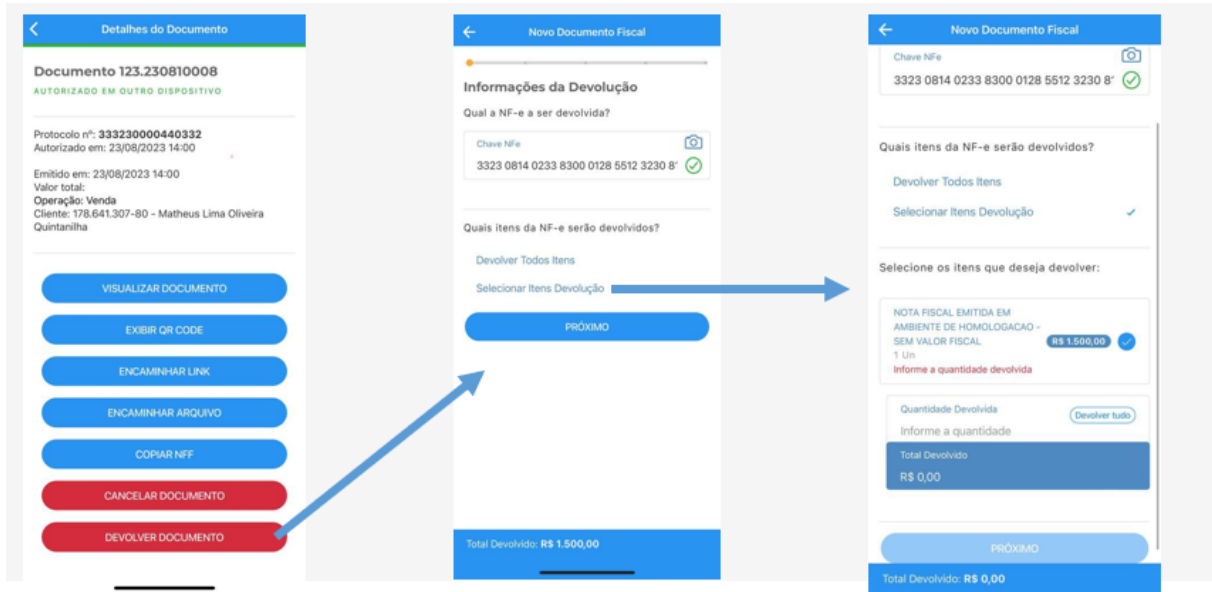 Detalhes do Documento
Documento 123.230810008
AUTORIZADO EM OUTRO DISPOSITIVO
Protocolo nº: 333230000440332
Autorizado em: 23/08/2023 14:00
Emitido em: 23/08/2023 14:00
Valor total:
Operação: Venda
Cliente: 178.641.307-80 - Matheus Lima Oliveira
Quintanilha
VISUALIZAR DOCUMENTO
EXIBIR QR CODE
ENCAMINHAR LINK
ENCAMINHAR ARQUIVO
COPIAR NFF
CANCELAR DOCUMENTO
DEVOLVER DOCUMENTO
Novo Documento Fiscal
Informações da Devolução
Qual a NF-e a ser devolvida?
Chave NFe
3323 0814 0233 8300 0128 5512 3230 8
Quais itens da NF-e serão devolvidos?
Devolver Todos Itens
Selecionar Itens Devolução
PRÓXIMO
Total Devolvido: R$ 1.500,00
Novo Documento Fiscal
Chave NFe
3323 0814 0233 8300 0128 5512 3230 8
Quais itens da NF-e serão devolvidos?
Devolver Todos Itens
Selecionar Itens Devolução
Selecione os itens que deseja devolver:
NOTA FISCAL EMITIDA EM
AMBIENTE DE HOMOLOGACAO -
SEM VALOR FISCAL R$ 1.500,00
1 Un
Informe a quantidade devolvida
Quantidade Devolvida
Devolver tudo
Informe a quantidade
Total Devolvido
R$ 0,00
PRÓXIMO
Total Devolvido: R$ 0,00